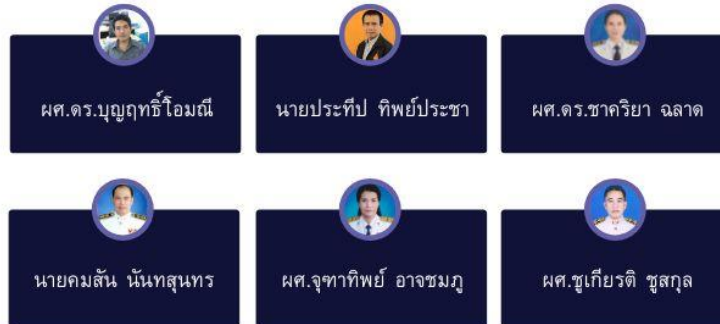 ผศ.ดร.บุญฤทธิ์โอมณี
นายประทีป ทิพย์ประชา
ผศ.ดร.ชาคริยา ฉลาด
นายคมสัน นันทสุนทร
ผศ.จุฑาทิพย์ อาจชมภู
ผศ.ชูเกียรติ ชูสกุล